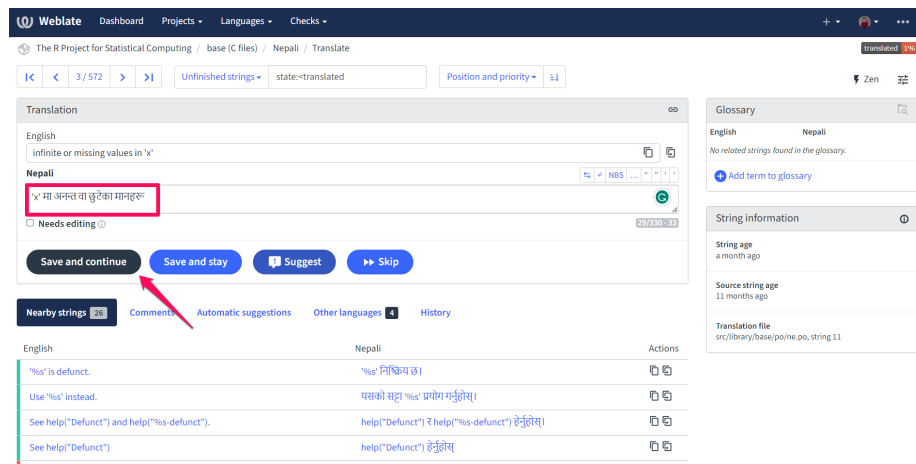 Weblate Dashboard Projects Languages Checks
The R Project for Statistical Computing / base (C files) / Nepali / Translate
translated 1%
3 / 572 Unfinished strings state:<translated Position and priority Zen
Translation
English
infinite or missing values in 'x'
Nepali
NBS … " " ' '
'x' मा अनन्त वा छुटेका मानहरू
Needs editing
29/330 · 33
Save and continue Save and stay Suggest Skip
Glossary
English Nepali
No related strings found in the glossary.
Add term to glossary
String information
String age
a month ago
Source string age
11 months ago
Translation file
src/library/base/po/ne.po, string 11
Nearby strings 26 Comments Automatic suggestions Other languages 4 History
English Nepali Actions
'%s' is defunct. '%s' निष्क्रिय छ।
Use '%s' instead. यसको सट्टा '%s' प्रयोग गर्नुहोस्।
See help("Defunct") and help("%s-defunct"). help("Defunct") र help("%s-defunct") हेर्नुहोस्।
See help("Defunct") help("Defunct") हेर्नुहोस्